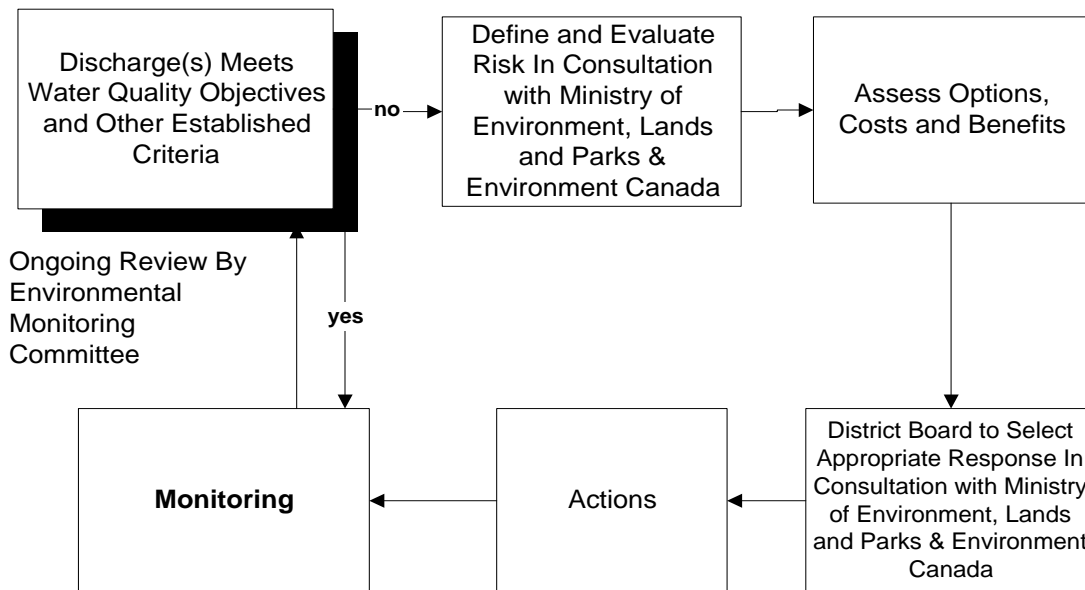 Discharge(s) Meets
Water Quality Objectives
and Other Established
Criteria
no
Define and Evaluate
Risk In Consultation
with Ministry of
Environment, Lands
and Parks &
Environment Canada
Assess Options,
Costs and Benefits
Ongoing Review By
Environmental
Monitoring
Committee
yes
Monitoring
Actions
District Board to Select
Appropriate Response In
Consultation with Ministry
of Environment, Lands
and Parks & Environment
Canada